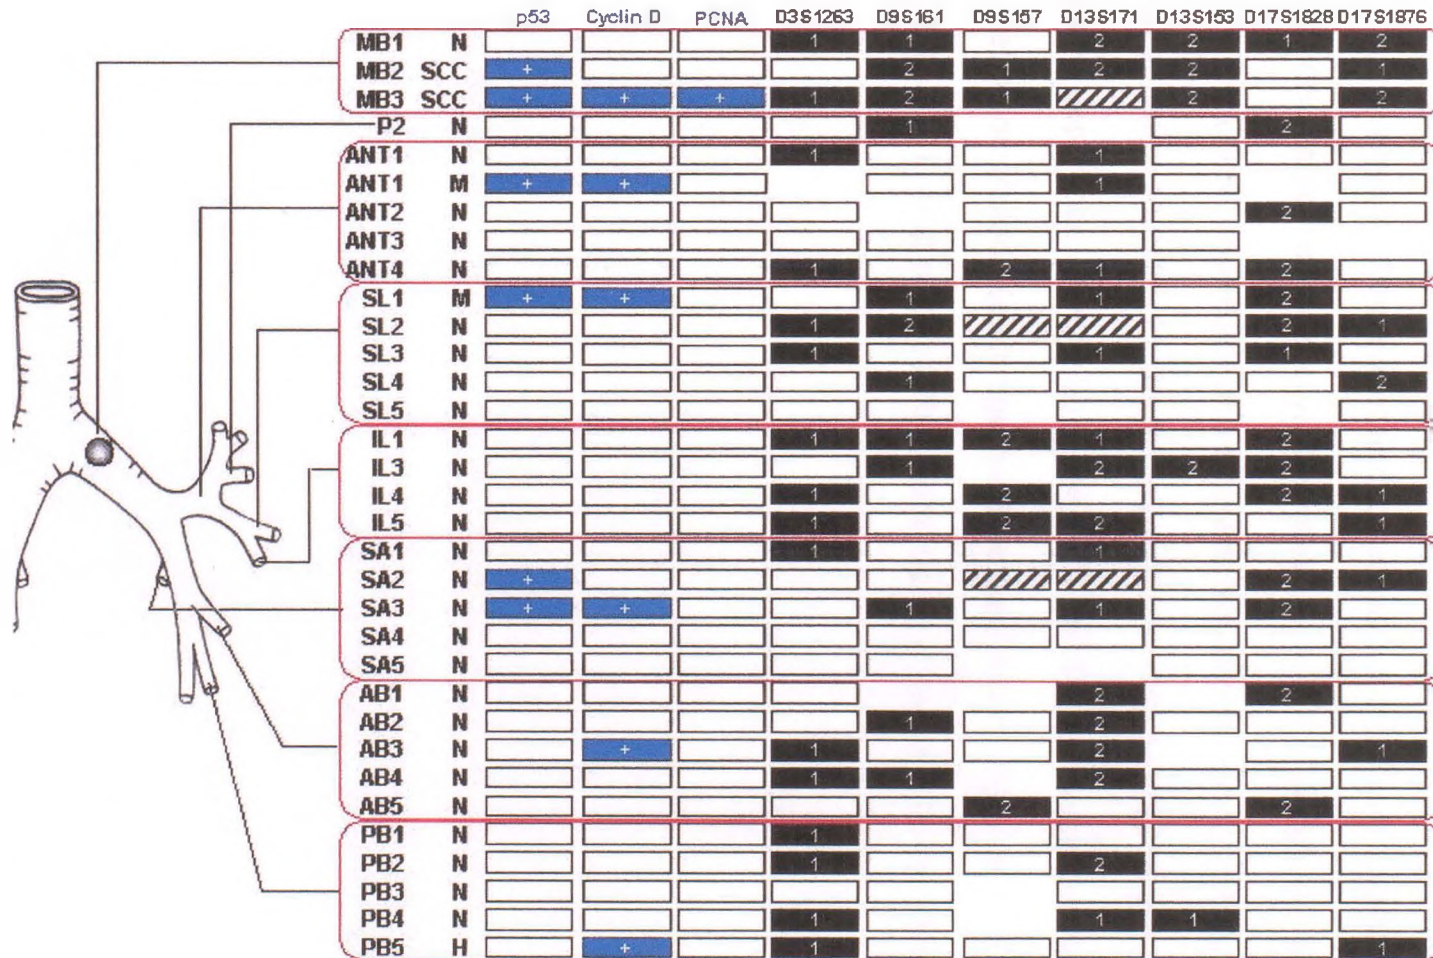 p53 Cyclin D PCNA D3S1263 D9S161 D9S157 D13S171 D13S153 D17S1828 D17S1876
MB1 N 1 1 2 2 1 2
MB2 SCC + 2 1 2 2 1
MB3 SCC + + + 1 2 1 2 2
P2 N 1 2
ANT1 N 1 1
ANT1 M + + 1
ANT2 N 2
ANT3 N
ANT4 N 1 2 1 2
SL1 M + + 1 1 2
SL2 N 1 2 2 1
SL3 N 1 1 1
SL4 N 1 2
SL5 N
IL1 N 1 1 2 1 2
IL3 N 1 2 2 2
IL4 N 1 2 2 1
IL5 N 1 2 2 1
SA1 N 1 1
SA2 N + 2 1
SA3 N + + 1 1 2
SA4 N
SA5 N
AB1 N 2 2
AB2 N 1 2
AB3 N + 1 2 1
AB4 N 1 1 2
AB5 N 2 2
PB1 N 1
PB2 N 1 2
PB3 N
PB4 N 1 1 1
PB5 H + 1 1